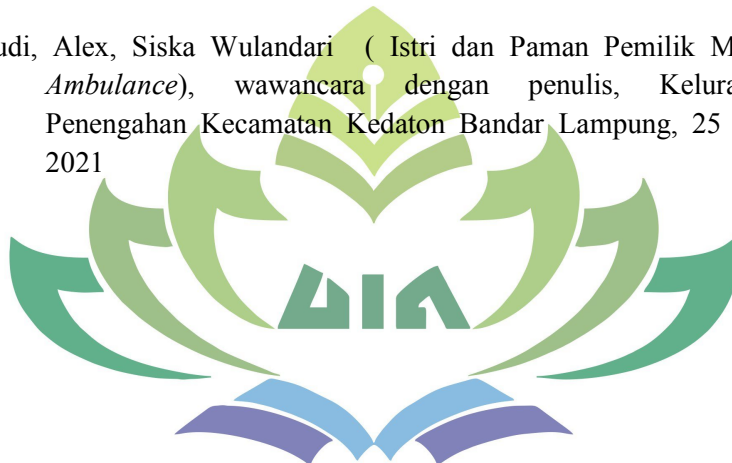 udi, Alex, Siska Wulandari ( Istri dan Paman Pemilik M
Ambulance), wawancara dengan penulis, Kelura
Penengahan Kecamatan Kedaton Bandar Lampung, 25
2021
UIN